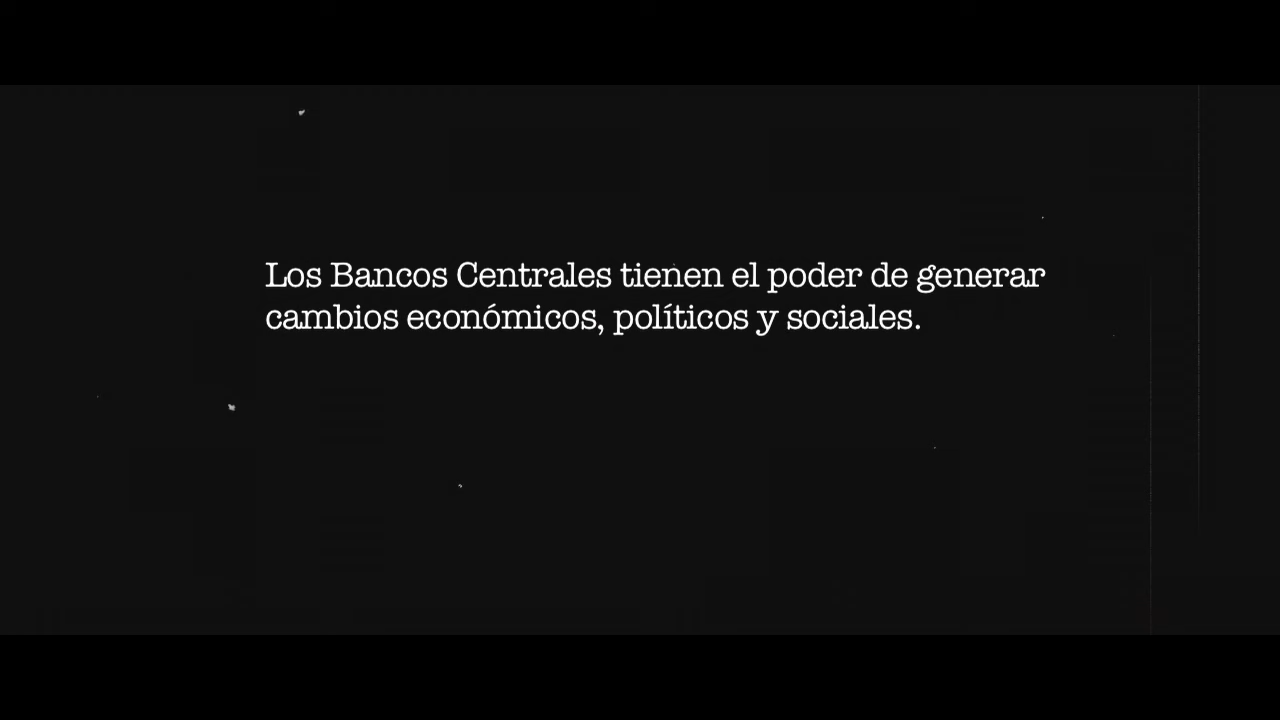 Los Bancos Centrales tienen el poder de generar
cambios económicos, políticos y sociales.